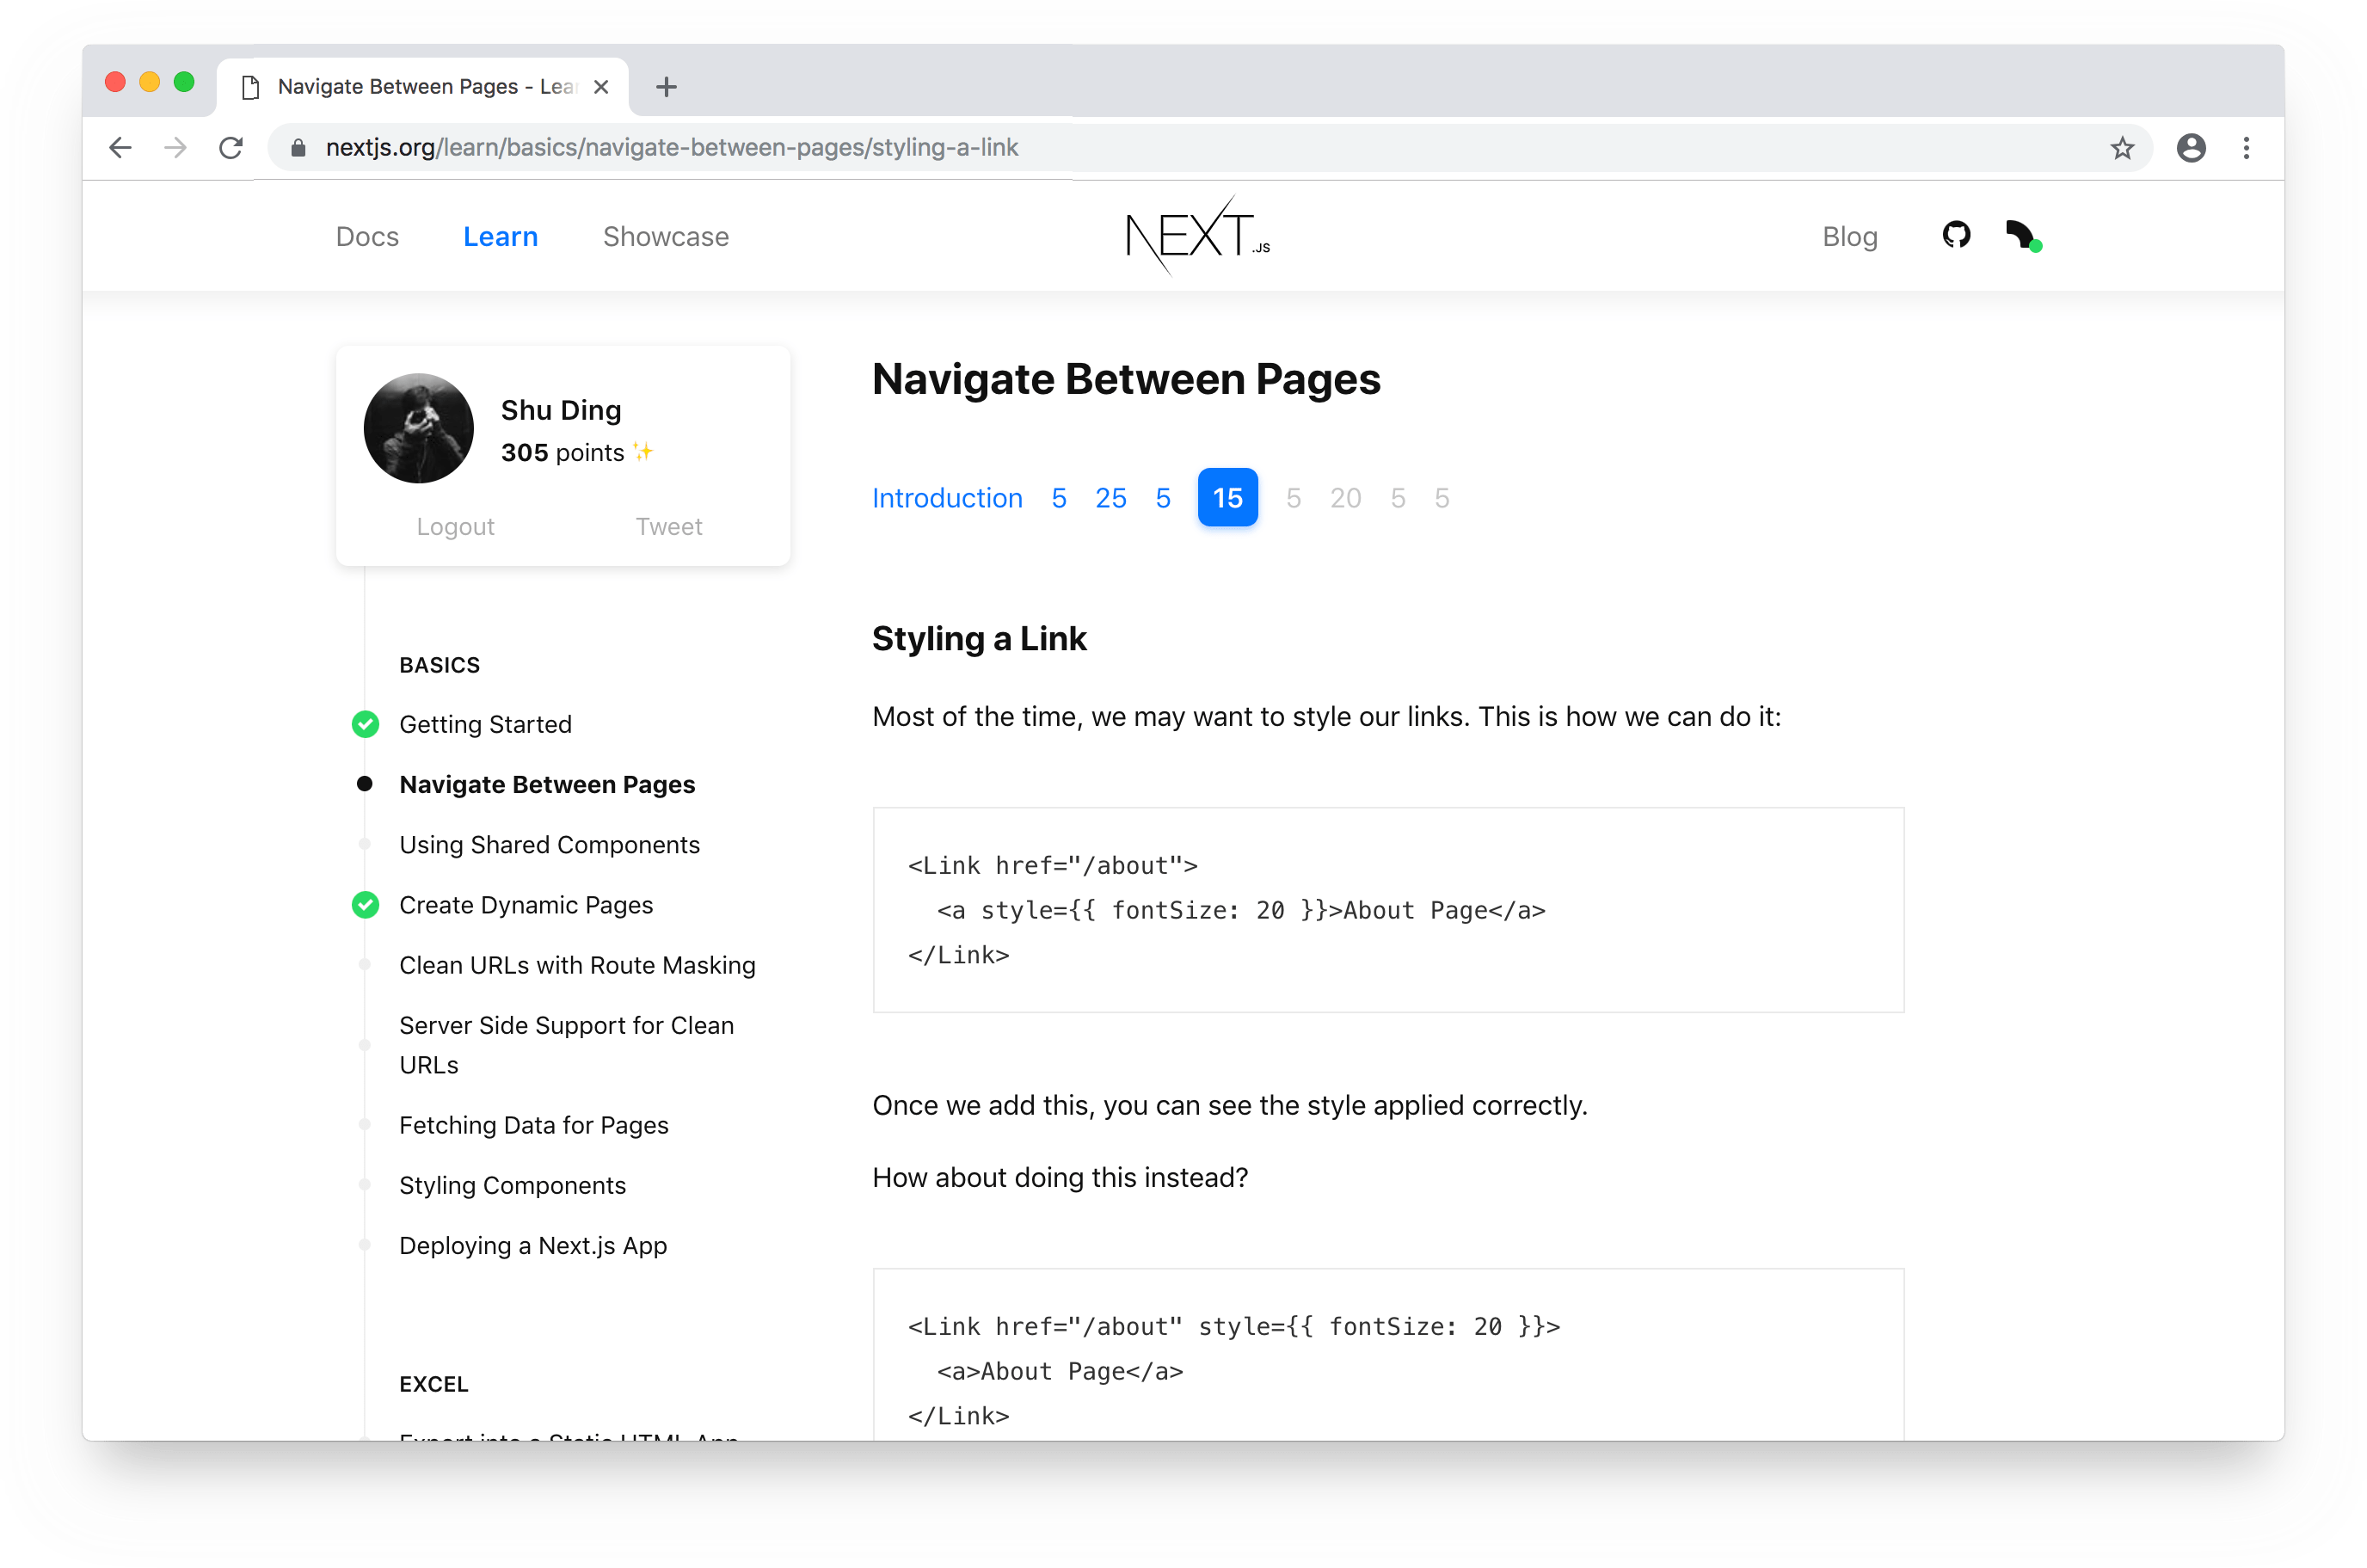 Navigate Between Pages - Lea
nextjs.org/learn/basics/navigate-between-pages/styling-a-link
Docs Learn Showcase NEXT.JS Blog
Shu Ding
305 points ✨
Logout Tweet
BASICS
Getting Started
Navigate Between Pages
Using Shared Components
Create Dynamic Pages
Clean URLs with Route Masking
Server Side Support for Clean
URLs
Fetching Data for Pages
Styling Components
Deploying a Next.js App
EXCEL
Export into a Static HTML App
Navigate Between Pages
Introduction 5 25 5 15 5 20 5 5
Styling a Link
Most of the time, we may want to style our links. This is how we can do it:
<Link href="/about">
  <a style={{ fontSize: 20 }}>About Page</a>
</Link>
Once we add this, you can see the style applied correctly.
How about doing this instead?
<Link href="/about" style={{ fontSize: 20 }}>
  <a>About Page</a>
</Link>